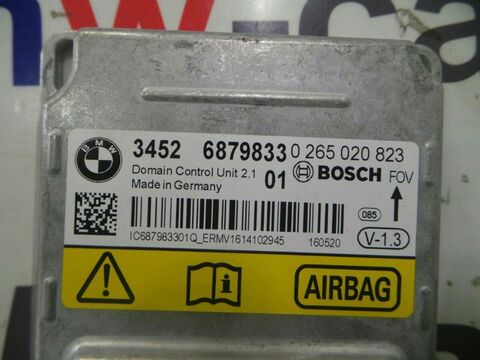 BMW
3452 6879833 0 265 020 823
Domain Control Unit 2.1 01 BOSCH FOV
Made in Germany
085
V-1.3
IC687983301Q_ERMV1614102945 160520
AIRBAG